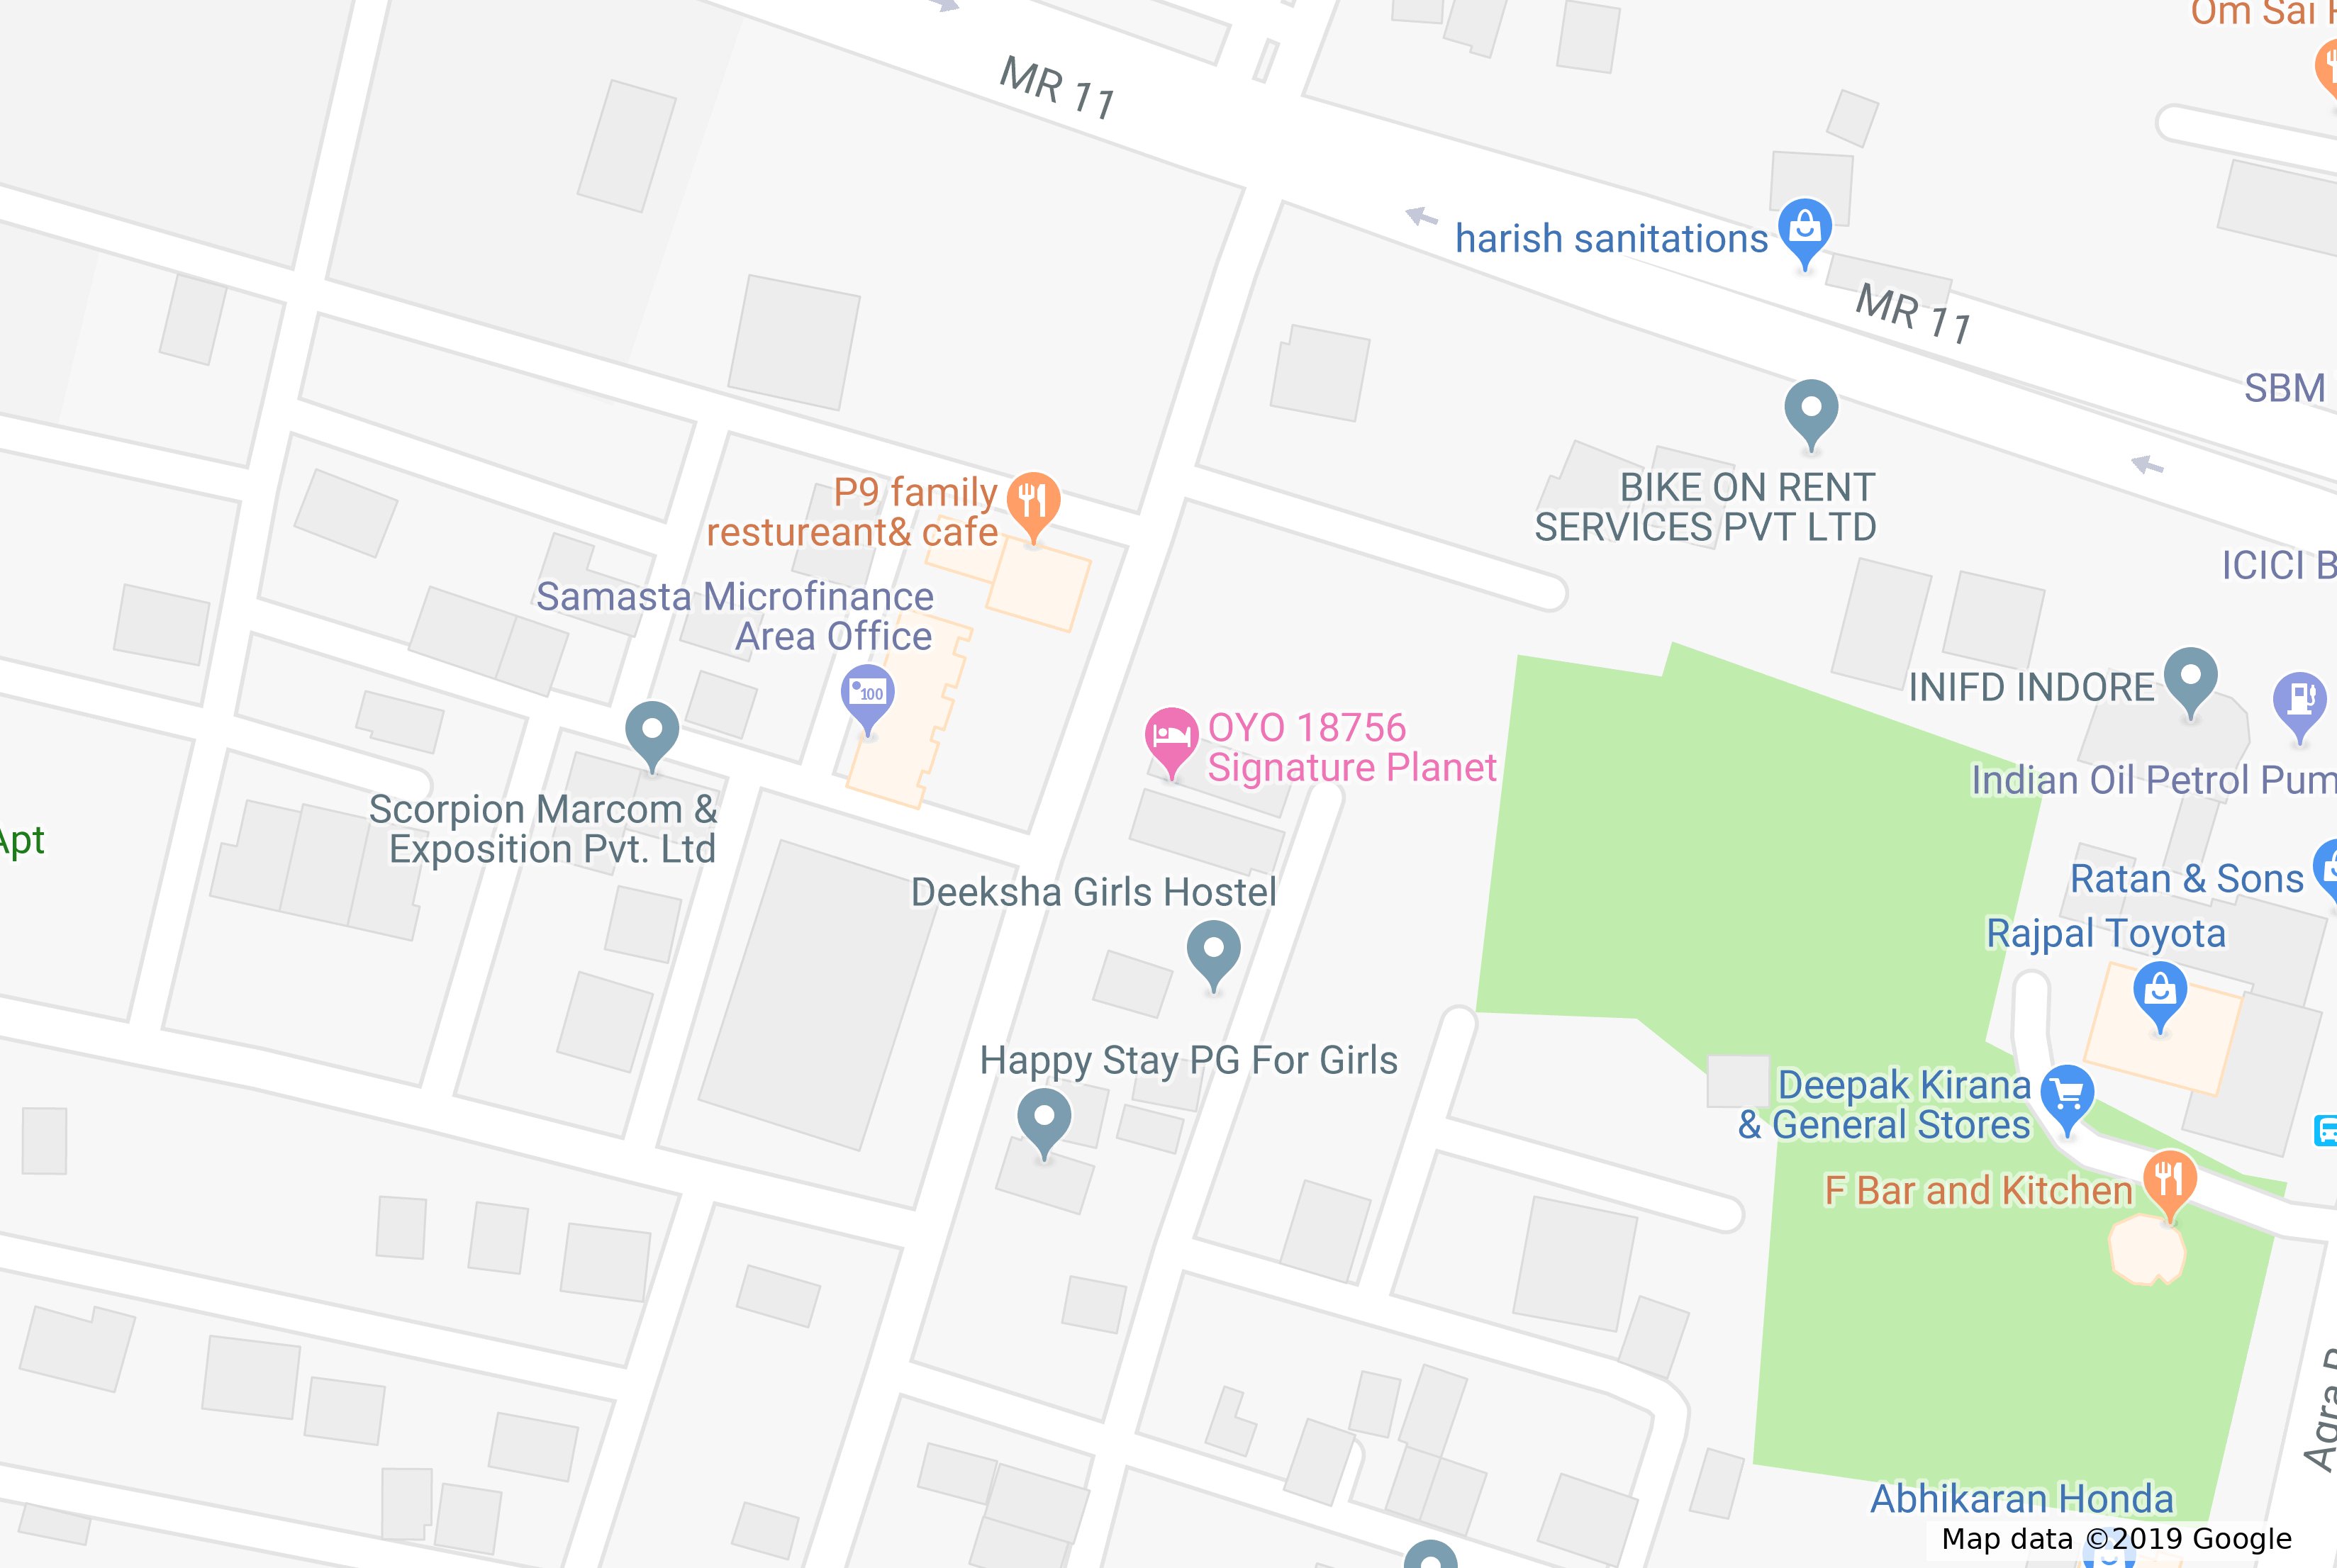 Om Sai
MR 11
harish sanitations
MR 11
SBM
P9 family
restureant& cafe
BIKE ON RENT
SERVICES PVT LTD
ICICI B
Samasta Microfinance
Area Office
100
INIFD INDORE
OYO 18756
Signature Planet
Indian Oil Petrol Pum
Scorpion Marcom &
Exposition Pvt. Ltd
Apt
Deeksha Girls Hostel
Ratan & Sons
Rajpal Toyota
Happy Stay PG For Girls
Deepak Kirana
& General Stores
F Bar and Kitchen
Agra
Abhikaran Honda
Map data ©2019 Google